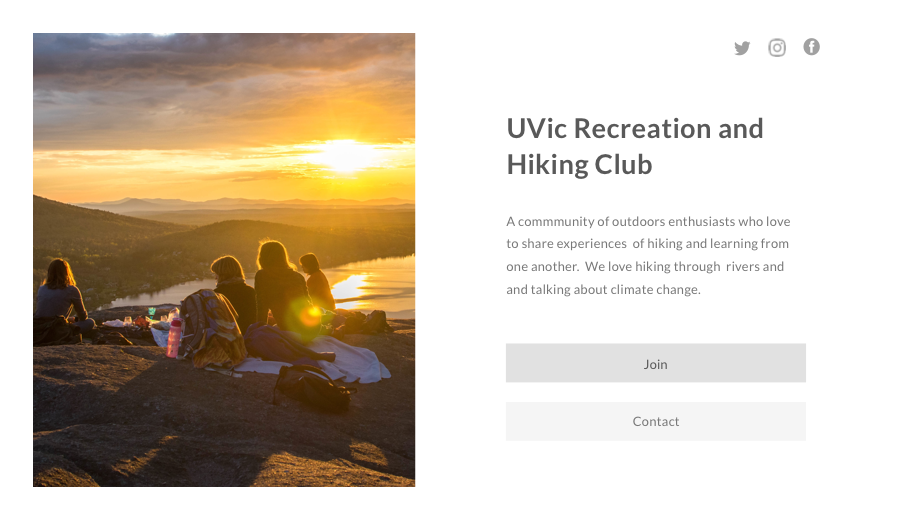 UVic Recreation and
Hiking Club
A commmunity of outdoors enthusiasts who love
to share experiences  of hiking and learning from
one another.  We love hiking through  rivers and
and talking about climate change.
Join
Contact